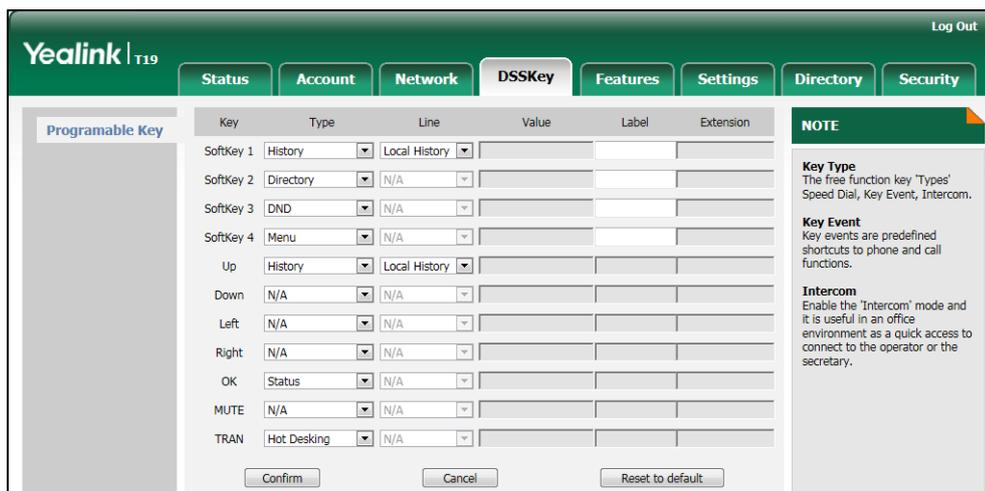 Log Out
Yealink T19
Status Account Network DSSKey Features Settings Directory Security
Programable Key
Key Type Line Value Label Extension
SoftKey 1 History Local History
SoftKey 2 Directory N/A
SoftKey 3 DND N/A
SoftKey 4 Menu N/A
Up History Local History
Down N/A N/A
Left N/A N/A
Right N/A N/A
OK Status N/A
MUTE N/A N/A
TRAN Hot Desking N/A
Confirm Cancel Reset to default
NOTE
Key Type
The free function key 'Types'
Speed Dial, Key Event, Intercom.
Key Event
Key events are predefined
shortcuts to phone and call
functions.
Intercom
Enable the 'Intercom' mode and
it is useful in an office
environment as a quick access to
connect to the operator or the
secretary.